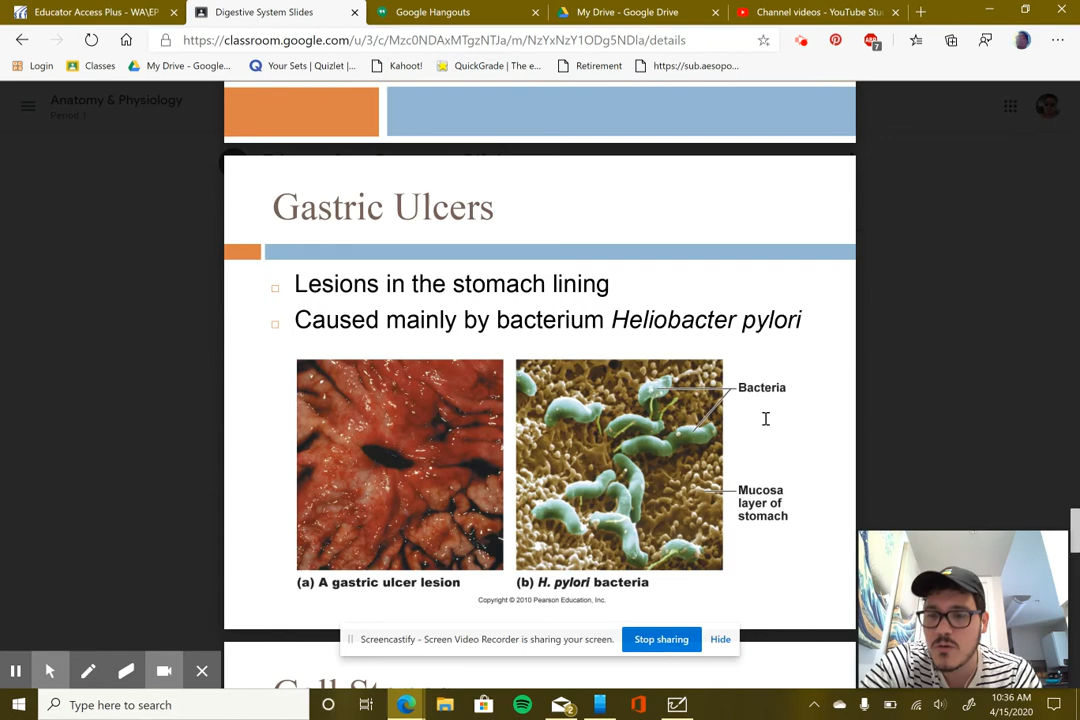 Educator Access Plus - WA\EP
Digestive System Slides
Google Hangouts
My Drive - Google Drive
Channel videos - YouTube Stu
https://classroom.google.com/u/3/c/Mzc0NDAxMTgzNTJa/m/NzYxNzY1ODg5NDla/details
7
Login
Classes
My Drive - Google...
Your Sets | Quizlet |...
Kahoot!
QuickGrade | The e...
Retirement
https://sub.aesopo...
Anatomy & Physiology
Period 1
Gastric Ulcers
Lesions in the stomach lining
Caused mainly by bacterium Heliobacter pylori
Bacteria
Mucosa
layer of
stomach
(a) A gastric ulcer lesion
(b) H. pylori bacteria
Copyright © 2010 Pearson Education, Inc.
Screencastify - Screen Video Recorder is sharing your screen.
Stop sharing
Hide
Type here to search
2
10:36 AM
4/15/2020